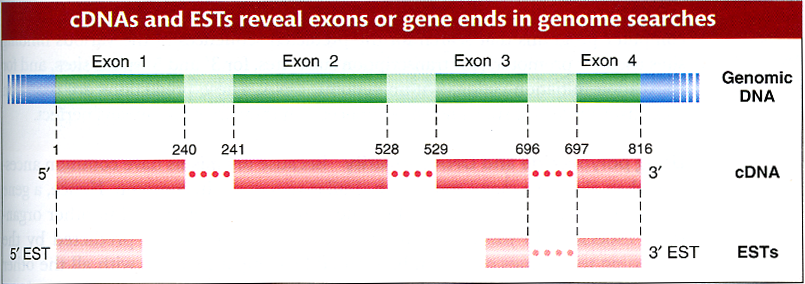 cDNAs and ESTs reveal exons or gene ends in genome searches
Exon 1 Exon 2 Exon 3 Exon 4
Genomic
DNA
1 240 241 528 529 696 697 816
5′ 3′ cDNA
5′ EST 3′ EST ESTs